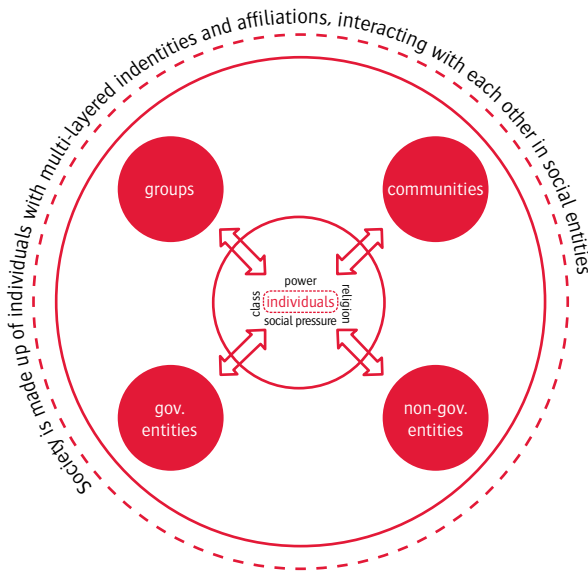 Society is made up of individuals with multi-layered indentities and affiliations, interacting with each other in social entities
groups
communities
power
class
individuals
religion
social pressure
gov.
entities
non-gov.
entities